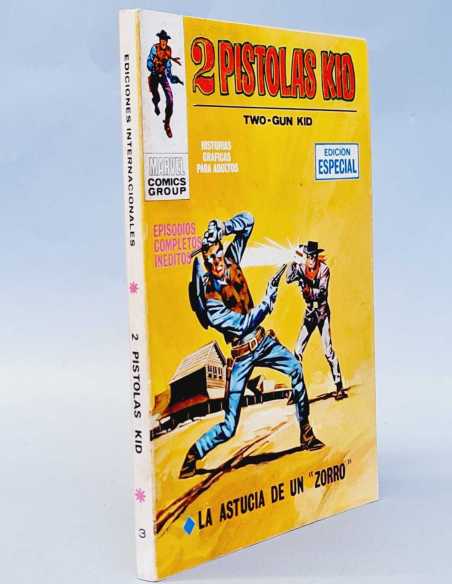 EDICIONES INTERNACIONALES * 2 PISTOLAS KID * 3
2 PISTOLAS KID
TWO-GUN KID
MARVEL
COMICS
GROUP
HISTORIAS
GRAFICAS
PARA ADULTOS
EDICIÓN
ESPECIAL
EPISODIOS
COMPLETOS
INEDITOS
LA ASTUCIA DE UN "ZORRO"